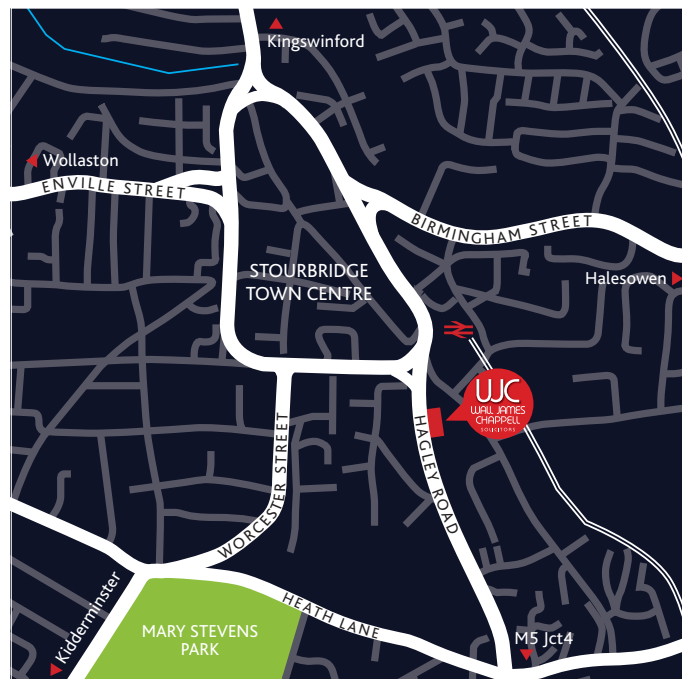 Kingswinford
Wollaston
ENVILLE STREET
BIRMINGHAM STREET
STOURBRIDGE
TOWN CENTRE
Halesowen
WJC
WALL JAMES
CHAPPELL
SOLICITORS
HAGLEY ROAD
WORCESTER STREET
Kidderminster
HEATH LANE
MARY STEVENS
PARK
M5 Jct4